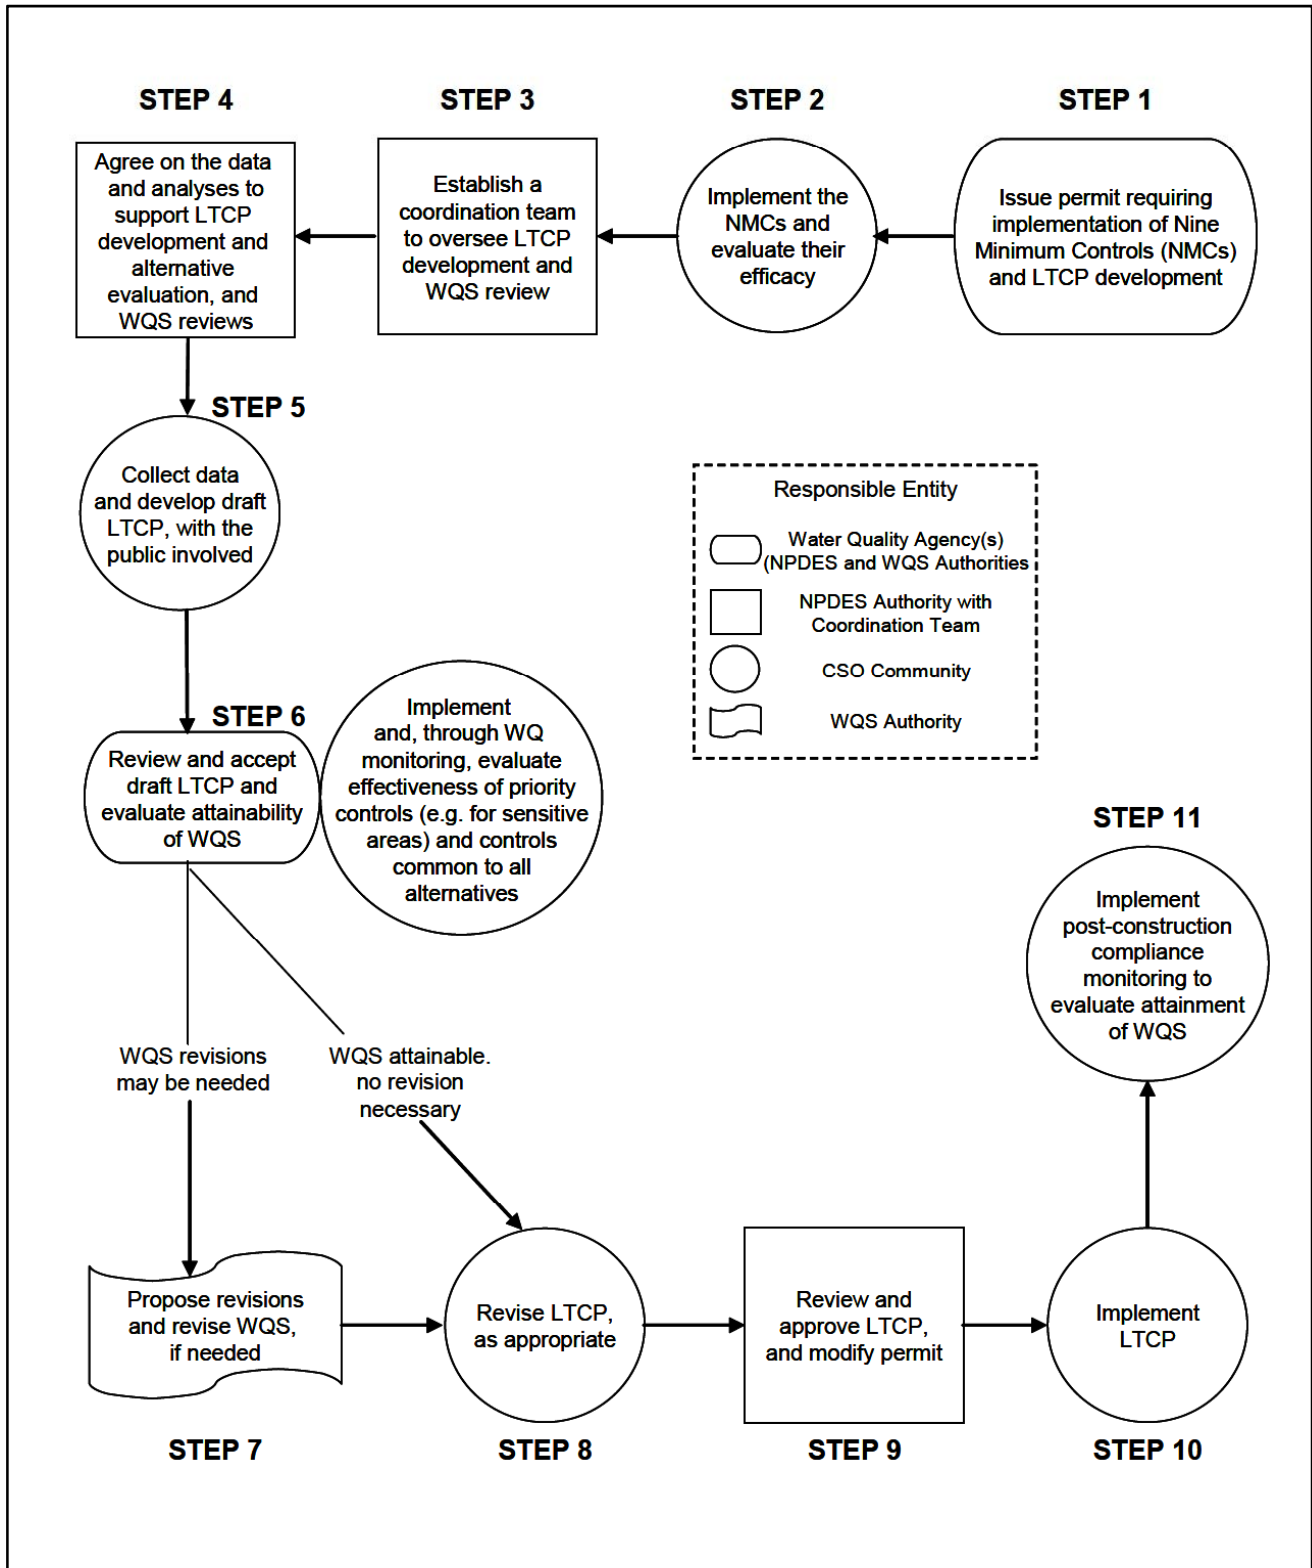 STEP 4
Agree on the data
and analyses to
support LTCP
development and
alternative
evaluation, and
WQS reviews
STEP 3
Establish a
coordination team
to oversee LTCP
development and
WQS review
STEP 2
Implement the
NMCs and
evaluate their
efficacy
STEP 1
Issue permit requiring
implementation of Nine
Minimum Controls (NMCs)
and LTCP development
STEP 5
Collect data
and develop draft
LTCP, with the
public involved
Responsible Entity
Water Quality Agency(s)
(NPDES and WQS Authorities
NPDES Authority with
Coordination Team
CSO Community
WQS Authority
STEP 6
Review and accept
draft LTCP and
evaluate attainability
of WQS
Implement
and, through WQ
monitoring, evaluate
effectiveness of priority
controls (e.g. for sensitive
areas) and controls
common to all
alternatives
WQS revisions
may be needed
WQS attainable.
no revision
necessary
STEP 11
Implement
post-construction
compliance
monitoring to
evaluate attainment
of WQS
Propose revisions
and revise WQS,
if needed
STEP 7
Revise LTCP,
as appropriate
STEP 8
Review and
approve LTCP,
and modify permit
STEP 9
Implement
LTCP
STEP 10